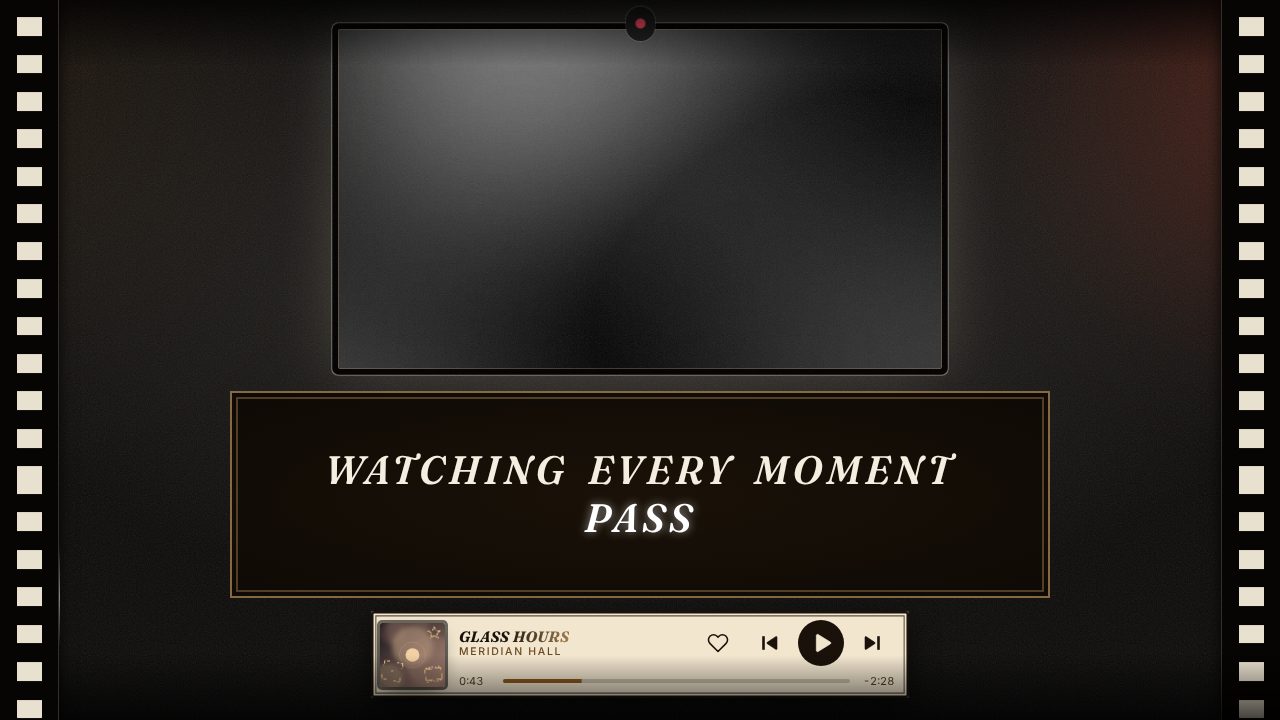 WATCHING EVERY MOMENT
PASS
GLASS HOURS
MERIDIAN HALL
0:43
-2:28